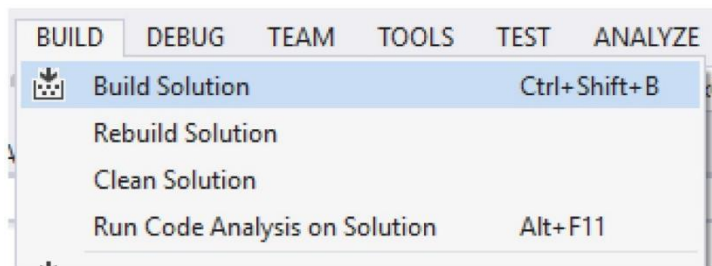 BUILD DEBUG TEAM TOOLS TEST ANALYZE
Build Solution Ctrl+Shift+B
Rebuild Solution
Clean Solution
Run Code Analysis on Solution Alt+F11